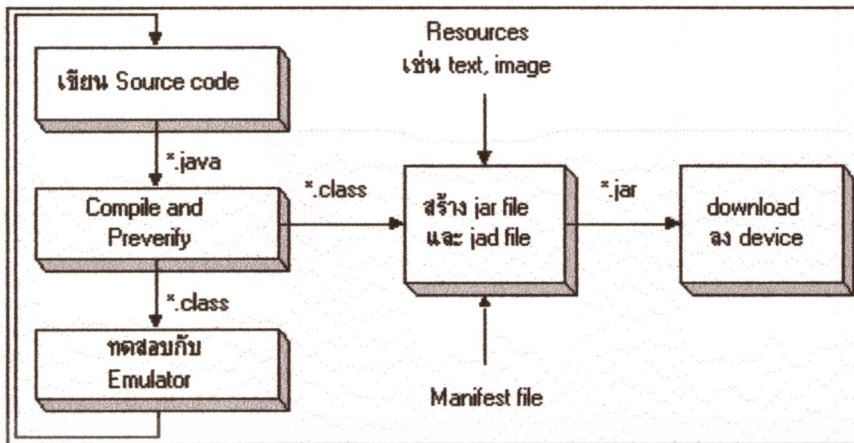 เขียน Source code
*.java
Compile and
Preverify
*.class
ทดสอบกับ
Emulator
*.class
Resources
เช่น text, image
สร้าง jar file
และ jad file
Manifest file
*.jar
download
ลง device